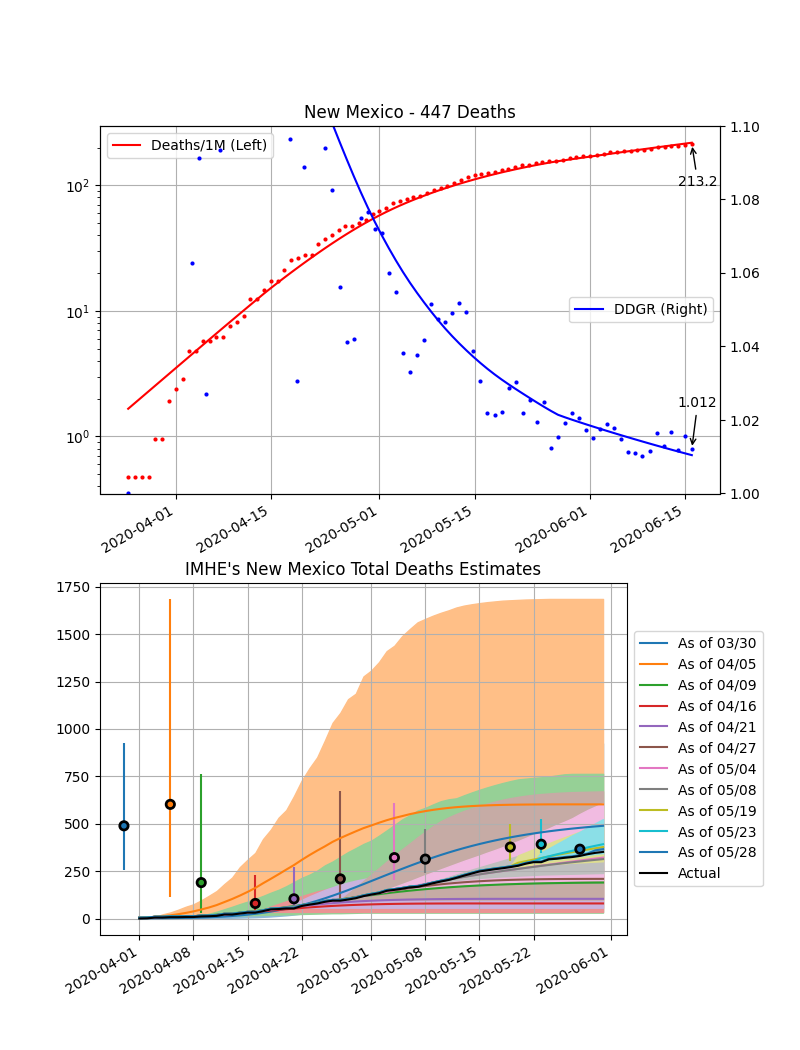 New Mexico - 447 Deaths
Deaths/1M (Left)
DDGR (Right)
213.2
1.012
10²
10¹
10⁰
1.10
1.08
1.06
1.04
1.02
1.00
2020-04-01
2020-04-15
2020-05-01
2020-05-15
2020-06-01
2020-06-15
IMHE's New Mexico Total Deaths Estimates
1750
1500
1250
1000
750
500
250
0
2020-04-01
2020-04-08
2020-04-15
2020-04-22
2020-05-01
2020-05-08
2020-05-15
2020-05-22
2020-06-01
As of 03/30
As of 04/05
As of 04/09
As of 04/16
As of 04/21
As of 04/27
As of 05/04
As of 05/08
As of 05/19
As of 05/23
As of 05/28
Actual